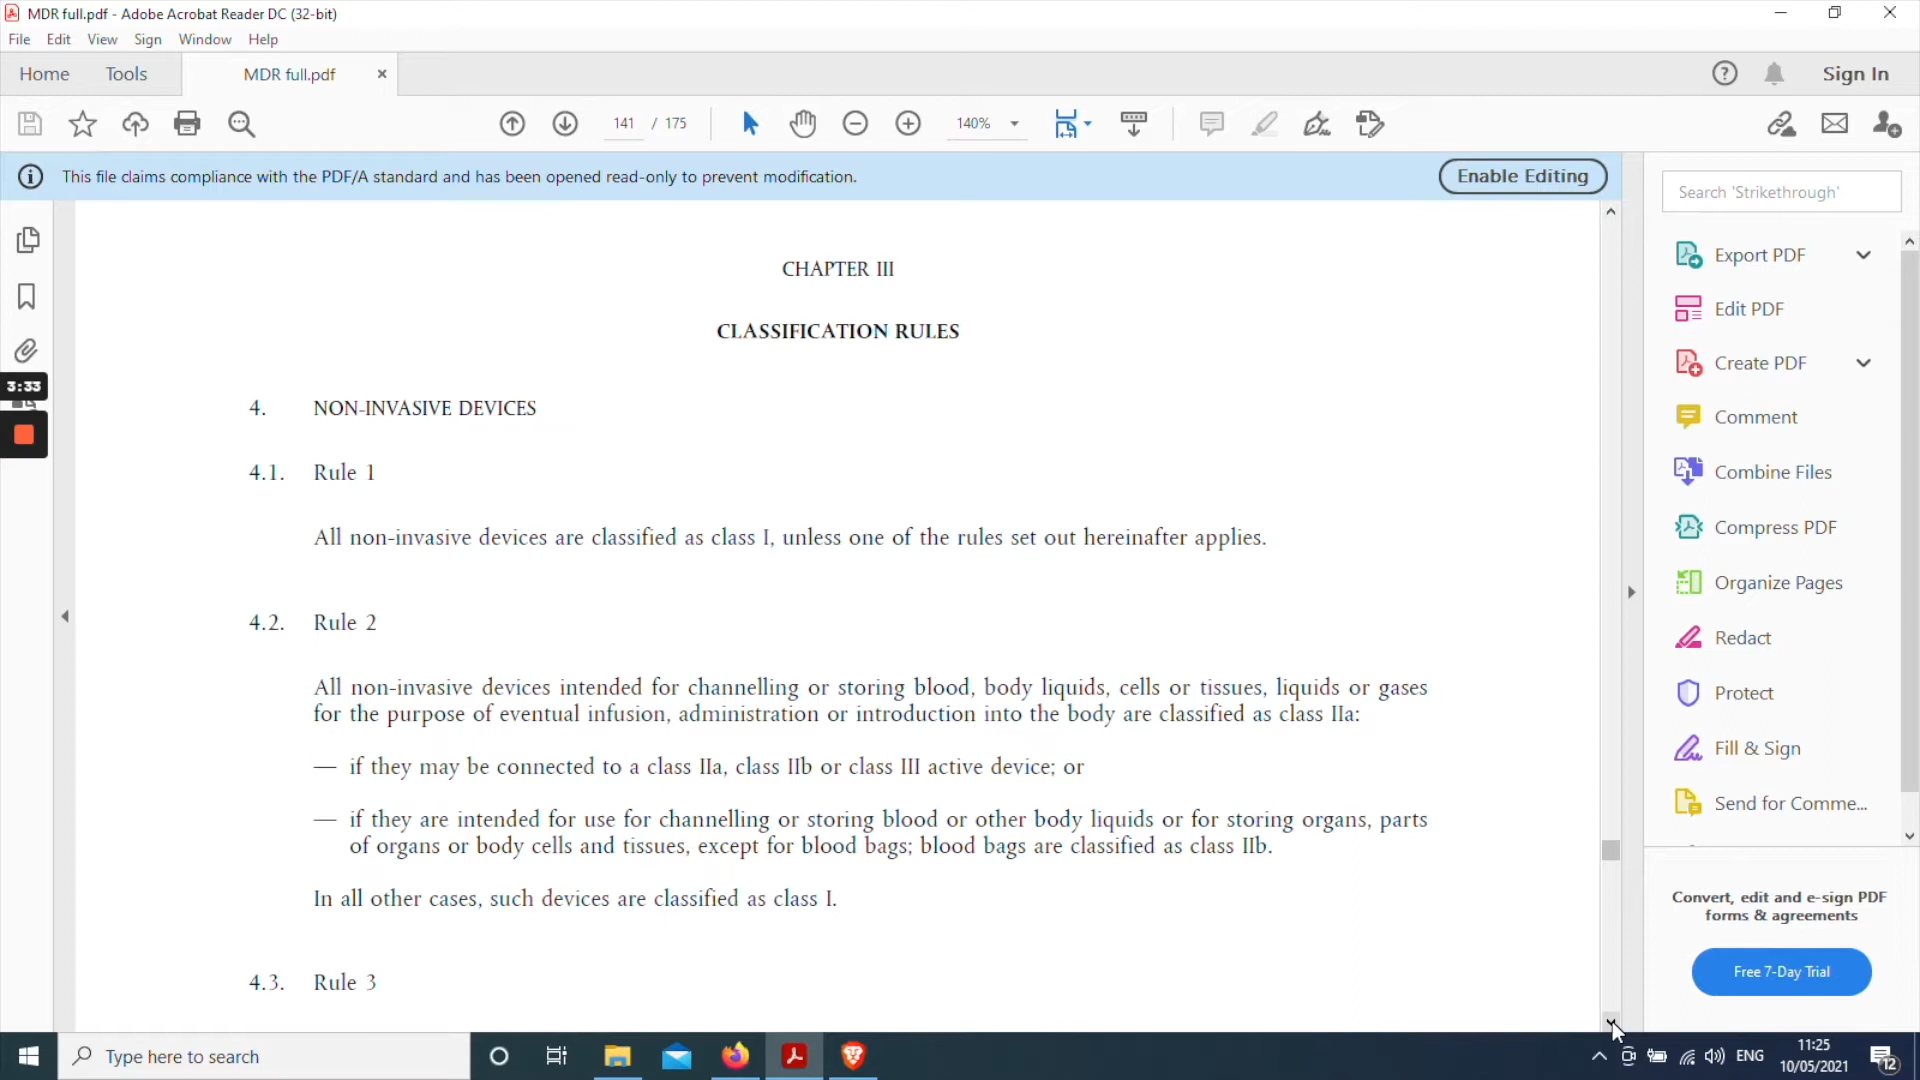 MDR full.pdf - Adobe Acrobat Reader DC (32-bit)
File Edit View Sign Window Help
Home Tools MDR full.pdf Sign In
141 / 175 140%
This file claims compliance with the PDF/A standard and has been opened read-only to prevent modification. Enable Editing
Search 'Strikethrough'
Export PDF
Edit PDF
Create PDF
Comment
Combine Files
Compress PDF
Organize Pages
Redact
Protect
Fill & Sign
Send for Comme...
Convert, edit and e-sign PDF
forms & agreements
Free 7-Day Trial
3:33
CHAPTER III
CLASSIFICATION RULES
4. NON-INVASIVE DEVICES
4.1. Rule 1
All non-invasive devices are classified as class I, unless one of the rules set out hereinafter applies.
4.2. Rule 2
All non-invasive devices intended for channelling or storing blood, body liquids, cells or tissues, liquids or gases
for the purpose of eventual infusion, administration or introduction into the body are classified as class IIa:
— if they may be connected to a class IIa, class IIb or class III active device; or
— if they are intended for use for channelling or storing blood or other body liquids or for storing organs, parts
of organs or body cells and tissues, except for blood bags; blood bags are classified as class IIb.
In all other cases, such devices are classified as class I.
4.3. Rule 3
Type here to search
ENG
11:25
10/05/2021
12